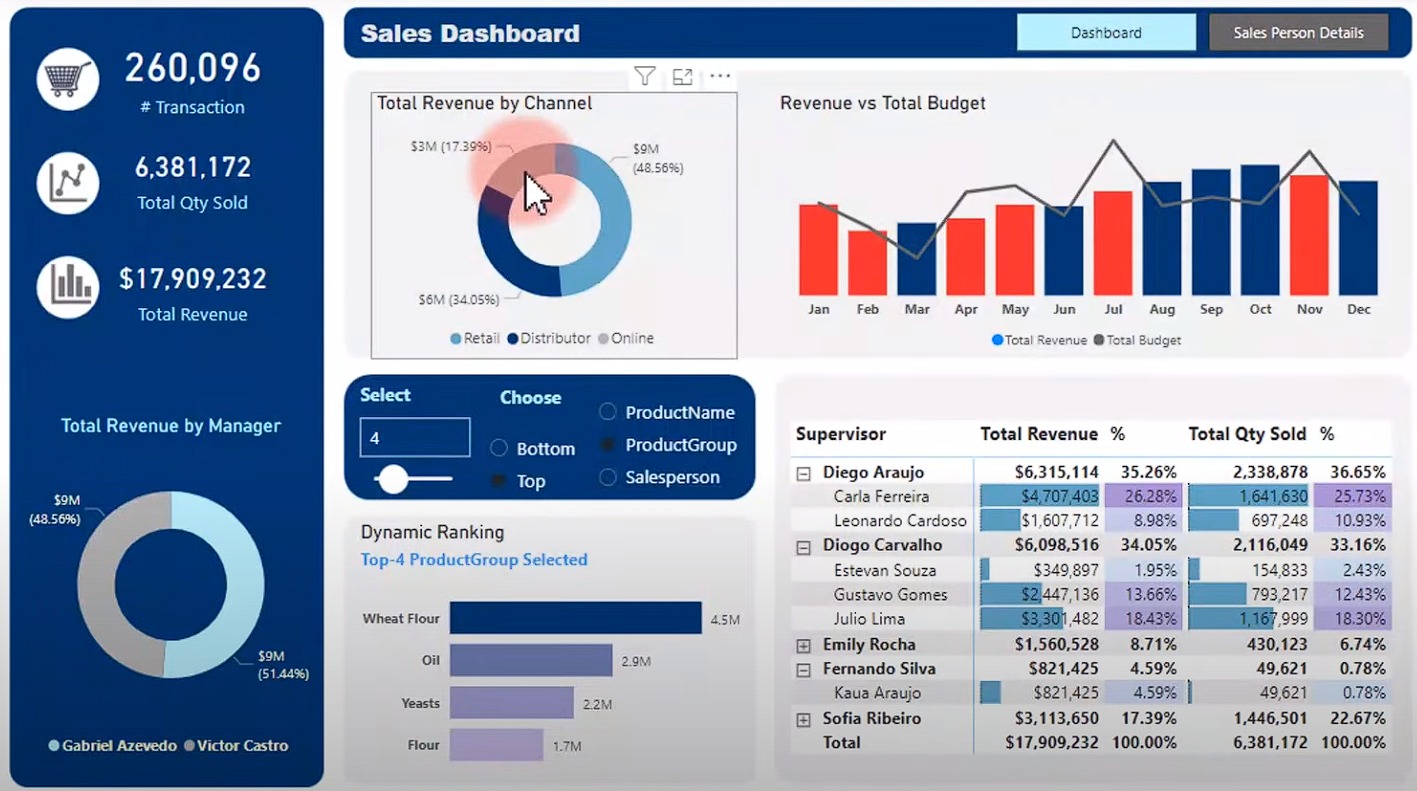 260,096
# Transaction
6,381,172
Total Qty Sold
$17,909,232
Total Revenue
Total Revenue by Manager
$9M
(48.56%)
$9M
(51.44%)
Gabriel Azevedo Victor Castro
Sales Dashboard
Dashboard
Sales Person Details
Total Revenue by Channel
$3M (17.39%)
$9M
(48.56%)
$6M (34.05%)
Retail Distributor Online
Revenue vs Total Budget
Jan Feb Mar Apr May Jun Jul Aug Sep Oct Nov Dec
Total Revenue Total Budget
Select
4
Choose
Bottom
Top
ProductName
ProductGroup
Salesperson
Dynamic Ranking
Top-4 ProductGroup Selected
Wheat Flour 4.5M
Oil 2.9M
Yeasts 2.2M
Flour 1.7M
Supervisor Total Revenue % Total Qty Sold %
Diego Araujo $6,315,114 35.26% 2,338,878 36.65%
Carla Ferreira $4,707,403 26.28% 1,641,630 25.73%
Leonardo Cardoso $1,607,712 8.98% 697,248 10.93%
Diogo Carvalho $6,098,516 34.05% 2,116,049 33.16%
Estevan Souza $349,897 1.95% 154,833 2.43%
Gustavo Gomes $2,447,136 13.66% 793,217 12.43%
Julio Lima $3,301,482 18.43% 1,167,999 18.30%
Emily Rocha $1,560,528 8.71% 430,123 6.74%
Fernando Silva $821,425 4.59% 49,621 0.78%
Kaua Araujo $821,425 4.59% 49,621 0.78%
Sofia Ribeiro $3,113,650 17.39% 1,446,501 22.67%
Total $17,909,232 100.00% 6,381,172 100.00%